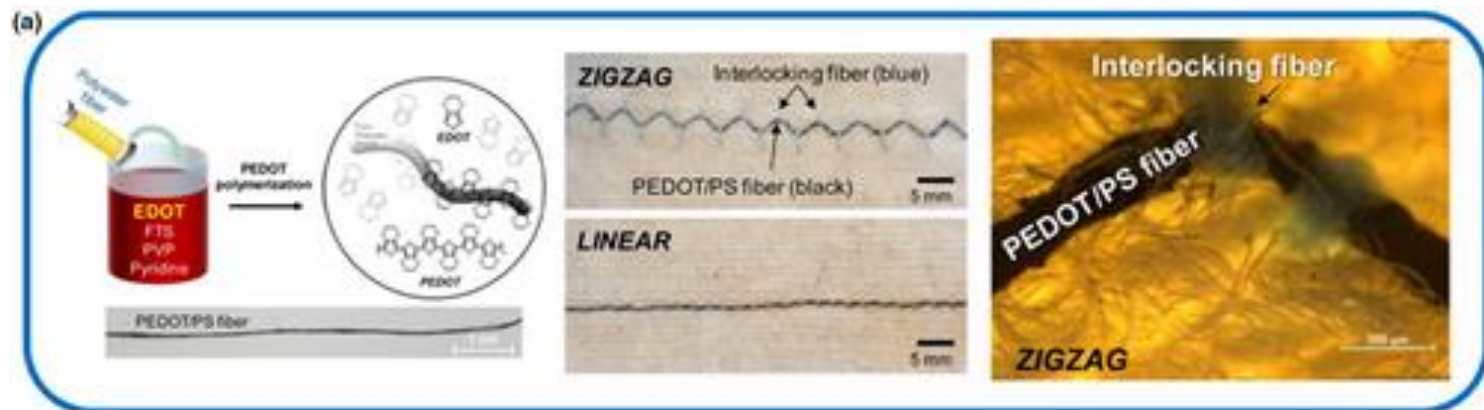 (a)
Polyester
fiber
EDOT
FTS
PVP
Pyridine
PEDOT
polymerization
EDOT
PEDOT
PEDOT/PS fiber
ZIGZAG
Interlocking fiber (blue)
PEDOT/PS fiber (black)
5 mm
LINEAR
5 mm
Interlocking fiber
PEDOT/PS fiber
ZIGZAG